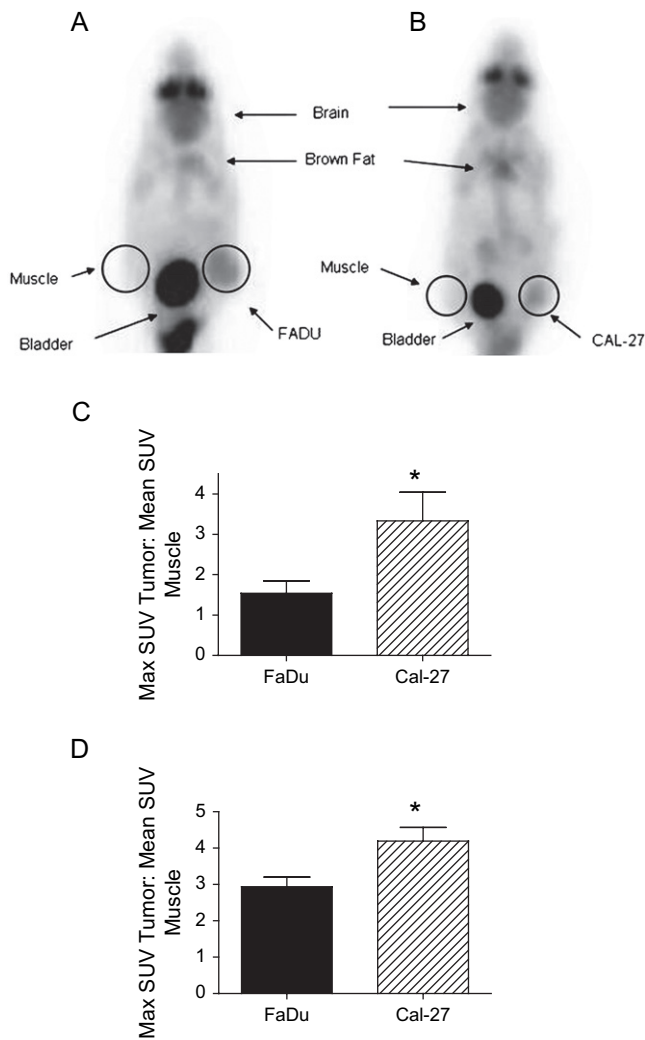 A
B
Brain
Brown Fat
Muscle
Bladder
FADU
Muscle
Bladder
CAL-27
C
Max SUV Tumor: Mean SUV
Muscle
4
3
2
1
0
*
FaDu
Cal-27
D
Max SUV Tumor: Mean SUV
Muscle
5
4
3
2
1
0
*
FaDu
Cal-27